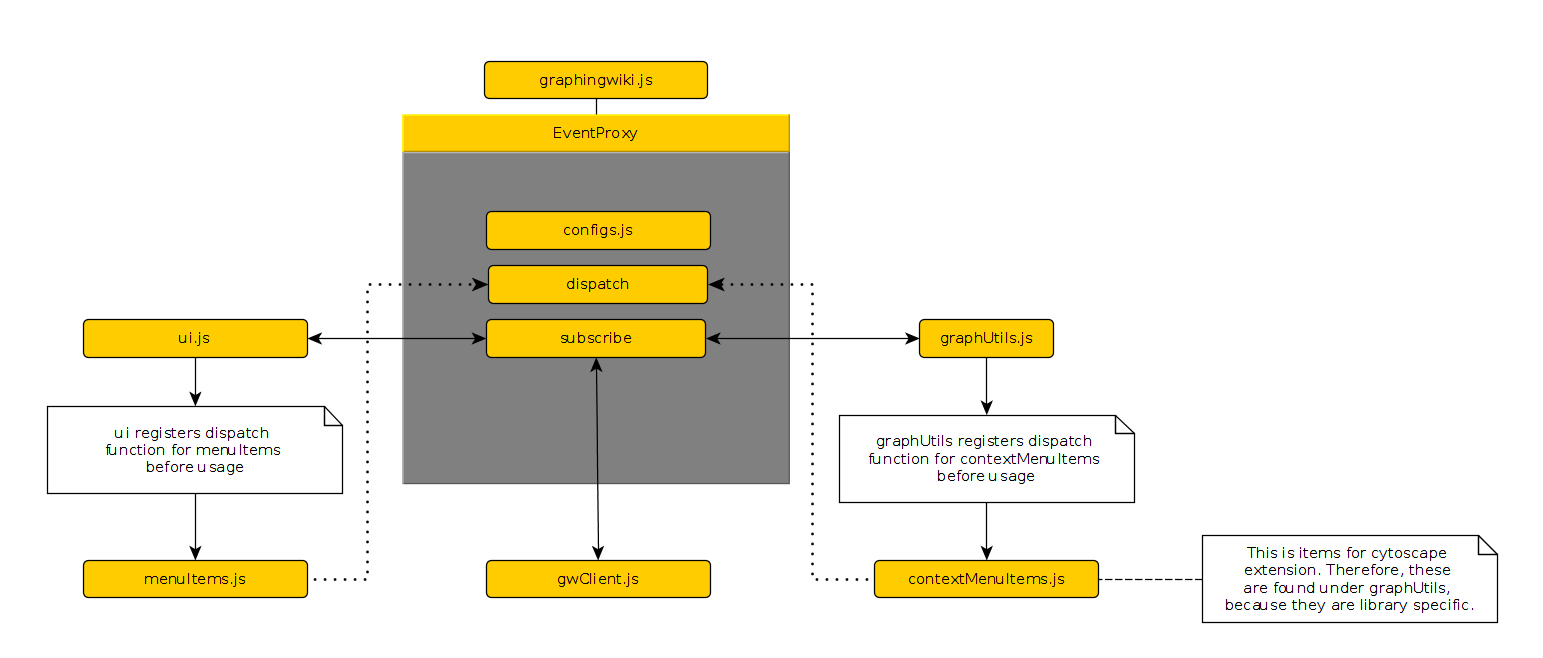 graphingwiki.js
EventProxy
configs.js
dispatch
subscribe
ui.js
graphUtils.js
ui registers dispatch
function for menuItems
before usage
graphUtils registers dispatch
function for contextMenuItems
before usage
menuItems.js
gwClient.js
contextMenuItems.js
This is items for cytoscape
extension. Therefore, these
are found under graphUtils,
because they are library specific.